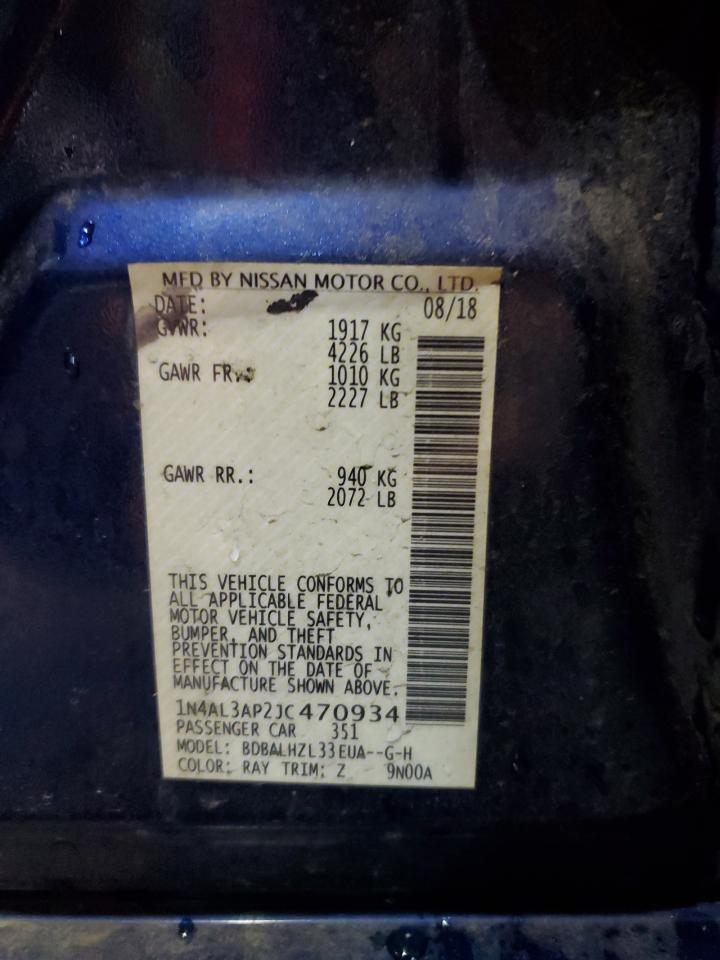 MFD BY NISSAN MOTOR CO., LTD.
DATE: 08/18
GVWR: 1917 KG
4226 LB
GAWR FR.: 1010 KG
2227 LB
GAWR RR.: 940 KG
2072 LB
THIS VEHICLE CONFORMS TO
ALL APPLICABLE FEDERAL
MOTOR VEHICLE SAFETY,
BUMPER, AND THEFT
PREVENTION STANDARDS IN
EFFECT ON THE DATE OF
MANUFACTURE SHOWN ABOVE.
1N4AL3AP2JC470934
PASSENGER CAR 351
MODEL: BDBALHZL33EUA--G-H
COLOR: RAY TRIM: Z 9N00A